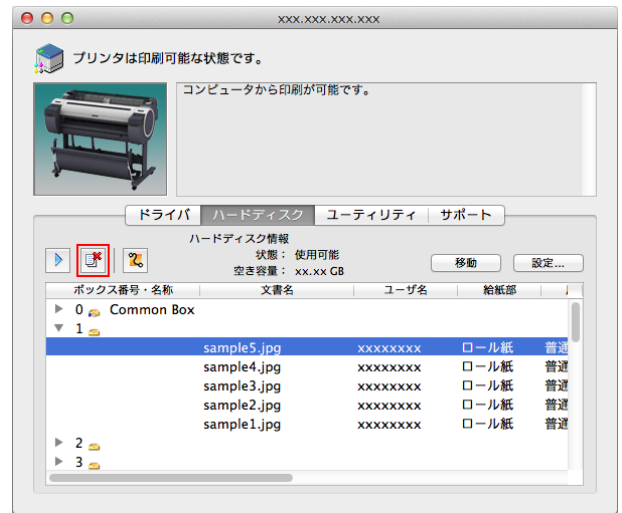 xxx.xxx.xxx.xxx
プリンタは印刷可能な状態です。
コンピュータから印刷が可能です。
ドライバ ハードディスク ユーティリティ サポート
ハードディスク情報
状態： 使用可能
空き容量： xx.xx GB
移動 設定...
ボックス番号・名称 文書名 ユーザ名 給紙部
0 Common Box
1
sample5.jpg xxxxxxxx ロール紙 普通
sample4.jpg xxxxxxxx ロール紙 普通
sample3.jpg xxxxxxxx ロール紙 普通
sample2.jpg xxxxxxxx ロール紙 普通
sample1.jpg xxxxxxxx ロール紙 普通
2
3